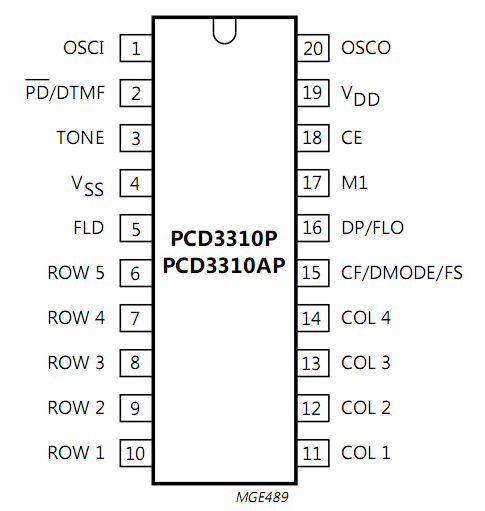 OSCI 1 20 OSCO
PD/DTMF 2 19 VDD
TONE 3 18 CE
VSS 4 17 M1
FLD 5 16 DP/FLO
PCD3310P
PCD3310AP
ROW 5 6 15 CF/DMODE/FS
ROW 4 7 14 COL 4
ROW 3 8 13 COL 3
ROW 2 9 12 COL 2
ROW 1 10 11 COL 1
MGE489